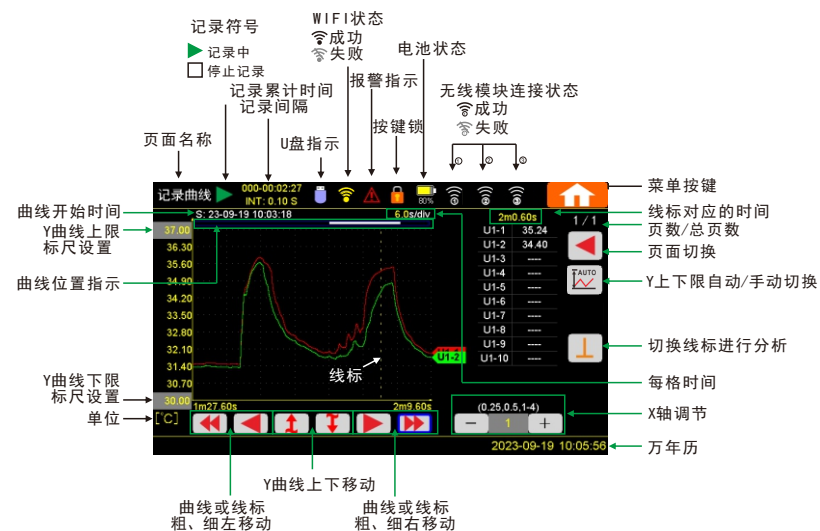 记录符号
记录中
停止记录
WIFI状态
成功
失败
电池状态
记录累计时间
记录间隔
报警指示
无线模块连接状态
成功
失败
页面名称
U盘指示
按键锁
① ② ③
记录曲线
000-00:02:27
INT: 0.10 S
80%
① ② ③
菜单按键
曲线开始时间
S: 23-09-19 10:03:18
6.0s/div
2m0.60s
1 / 1
线标对应的时间
页数/总页数
Y曲线上限
标尺设置
37.00
36.30
35.60
34.90
34.20
33.50
32.80
32.10
31.40
30.70
30.00
U1-1 35.24
U1-2 34.40
U1-3 ----
U1-4 ----
U1-5 ----
U1-6 ----
U1-7 ----
U1-8 ----
U1-9 ----
U1-10 ----
页面切换
曲线位置指示
AUTO
Y上下限自动/手动切换
U1-2
切换线标进行分析
线标
每格时间
Y曲线下限
标尺设置
1m27.60s
2m9.60s
(0.25,0.5,1-4)
单位
[℃]
− 1 +
X轴调节
2023-09-19 10:05:56
万年历
Y曲线上下移动
曲线或线标
粗、细左移动
曲线或线标
粗、细右移动